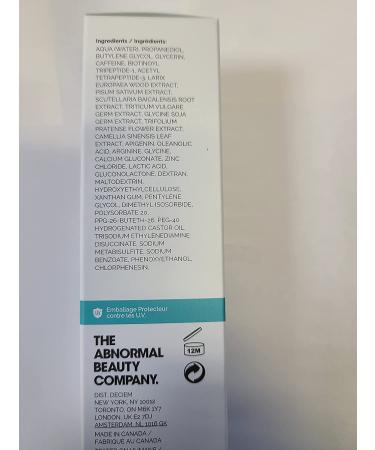 Ingredients / Ingrédients:
AQUA (WATER), PROPANEDIOL,
BUTYLENE GLYCOL, GLYCERIN,
CAFFEINE, BIOTINOYL
TRIPEPTIDE-1, ACETYL
TETRAPEPTIDE-3, LARIX
EUROPAEA WOOD EXTRACT,
PISUM SATIVUM EXTRACT,
SCUTELLARIA BAICALENSIS ROOT
EXTRACT, TRITICUM VULGARE
GERM EXTRACT, GLYCINE SOJA
GERM EXTRACT, TRIFOLIUM
PRATENSE FLOWER EXTRACT,
CAMELLIA SINENSIS LEAF
EXTRACT, APIGENIN, OLEANOLIC
ACID, ARGININE, GLYCINE,
CALCIUM GLUCONATE, ZINC
CHLORIDE, LACTIC ACID,
GLUCONOLACTONE, DEXTRAN,
MALTODEXTRIN,
HYDROXYETHYLCELLULOSE,
XANTHAN GUM, PENTYLENE
GLYCOL, DIMETHYL ISOSORBIDE,
POLYSORBATE 20,
PPG-26-BUTETH-26, PEG-40
HYDROGENATED CASTOR OIL,
TRISODIUM ETHYLENEDIAMINE
DISUCCINATE, SODIUM
METABISULFITE, SODIUM
BENZOATE, PHENOXYETHANOL,
CHLORPHENESIN.
UV
Emballage Protecteur
contre les U.V.
THE
ABNORMAL
BEAUTY
COMPANY.
12M
DIST. DECIEM
NEW YORK, NY 10012
TORONTO, ON M6K 1Y7
LONDON, UK E2 7DJ
AMSTERDAM, NL 1016 GK
MADE IN CANADA /
FABRIQUÉ AU CANADA